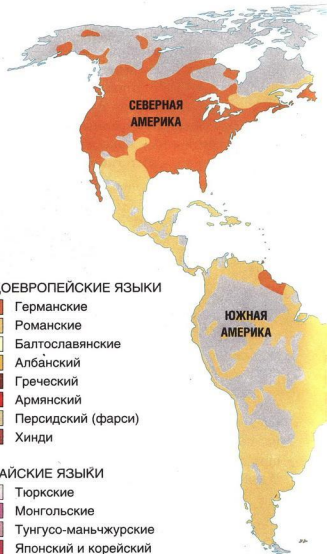 СЕВЕРНАЯ
АМЕРИКА
ЮЖНАЯ
АМЕРИКА
ДОЕВРОПЕЙСКИЕ ЯЗЫКИ
Германские
Романские
Балтославянские
Албанский
Греческий
Армянский
Персидский (фарси)
Хинди
АЙСКИЕ ЯЗЫКИ
Тюркские
Монгольские
Тунгусо-маньчжурские
Японский и корейский